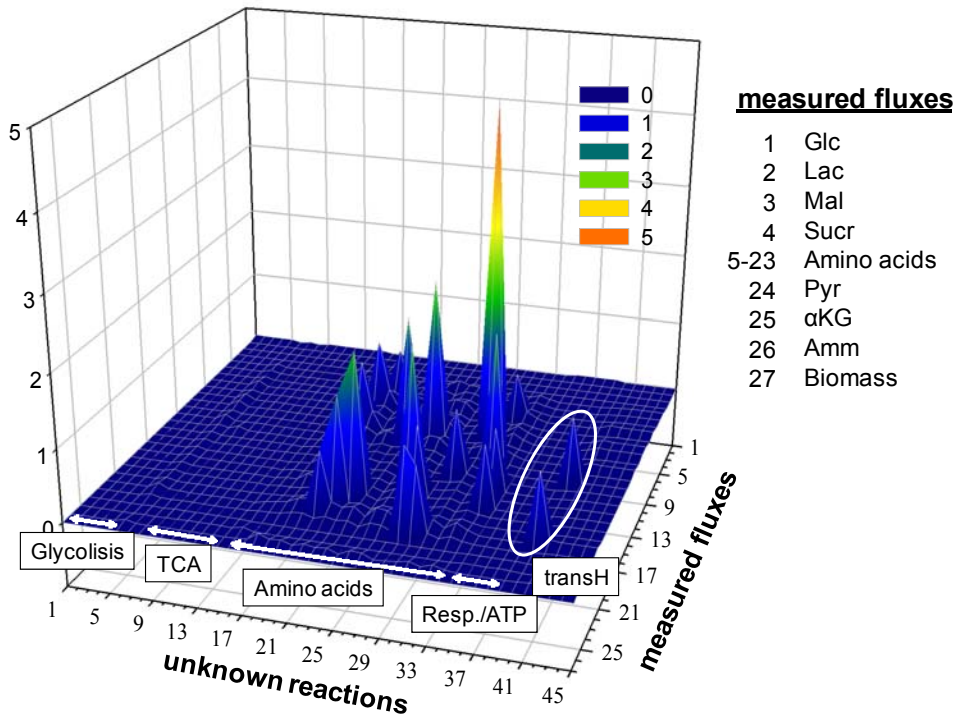 5
4
3
2
1
0
0
1
2
3
4
5
measured fluxes
1 Glc
2 Lac
3 Mal
4 Sucr
5-23 Amino acids
24 Pyr
25 αKG
26 Amm
27 Biomass
Glycolisis
TCA
Amino acids
Resp./ATP
transH
1
5
9
13
17
21
25
29
33
37
41
45
unknown reactions
1
5
9
13
17
21
25
measured fluxes